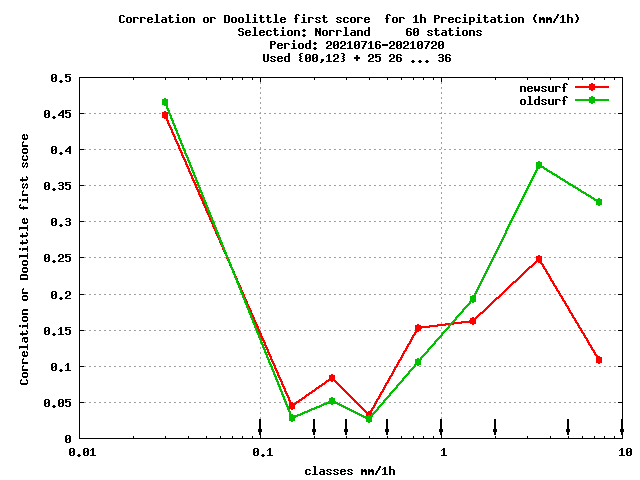 Correlation or Doolittle first score  for 1h Precipitation (mm/1h)
Selection: Norrland     60 stations
Period: 20210716-20210720
Used {00,12} + 25 26 ... 36
newsurf
oldsurf
0.5
0.45
0.4
0.35
0.3
0.25
0.2
0.15
0.1
0.05
0
Correlation or Doolittle first score
0.01
0.1
1
10
classes mm/1h